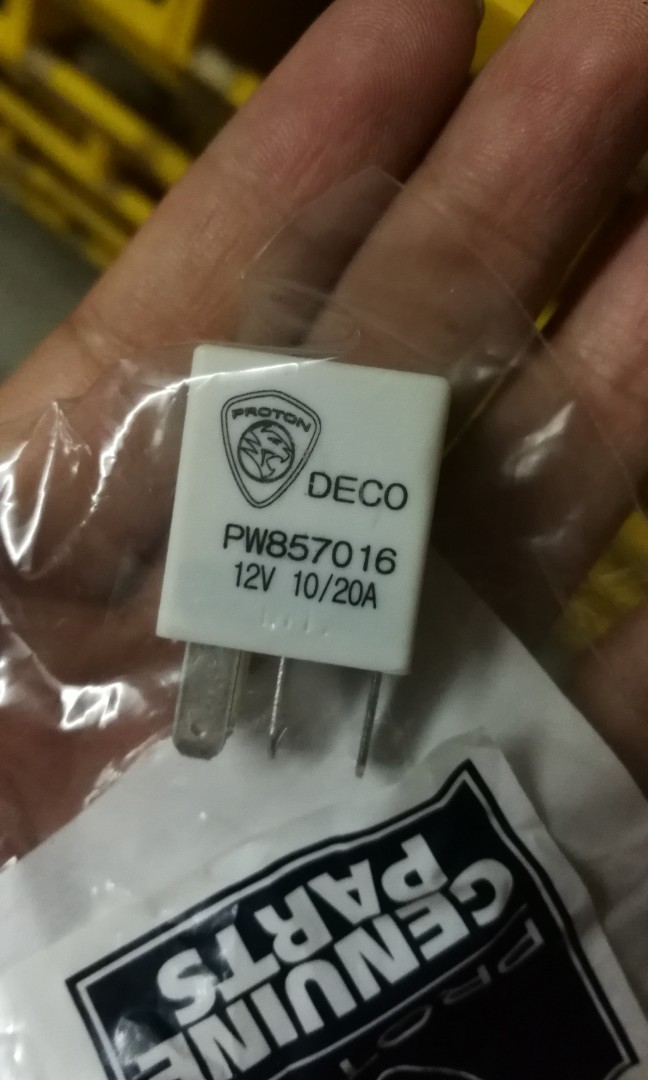 PROTON
DECO
PW857016
12V 10/20A
GENUINE
PARTS